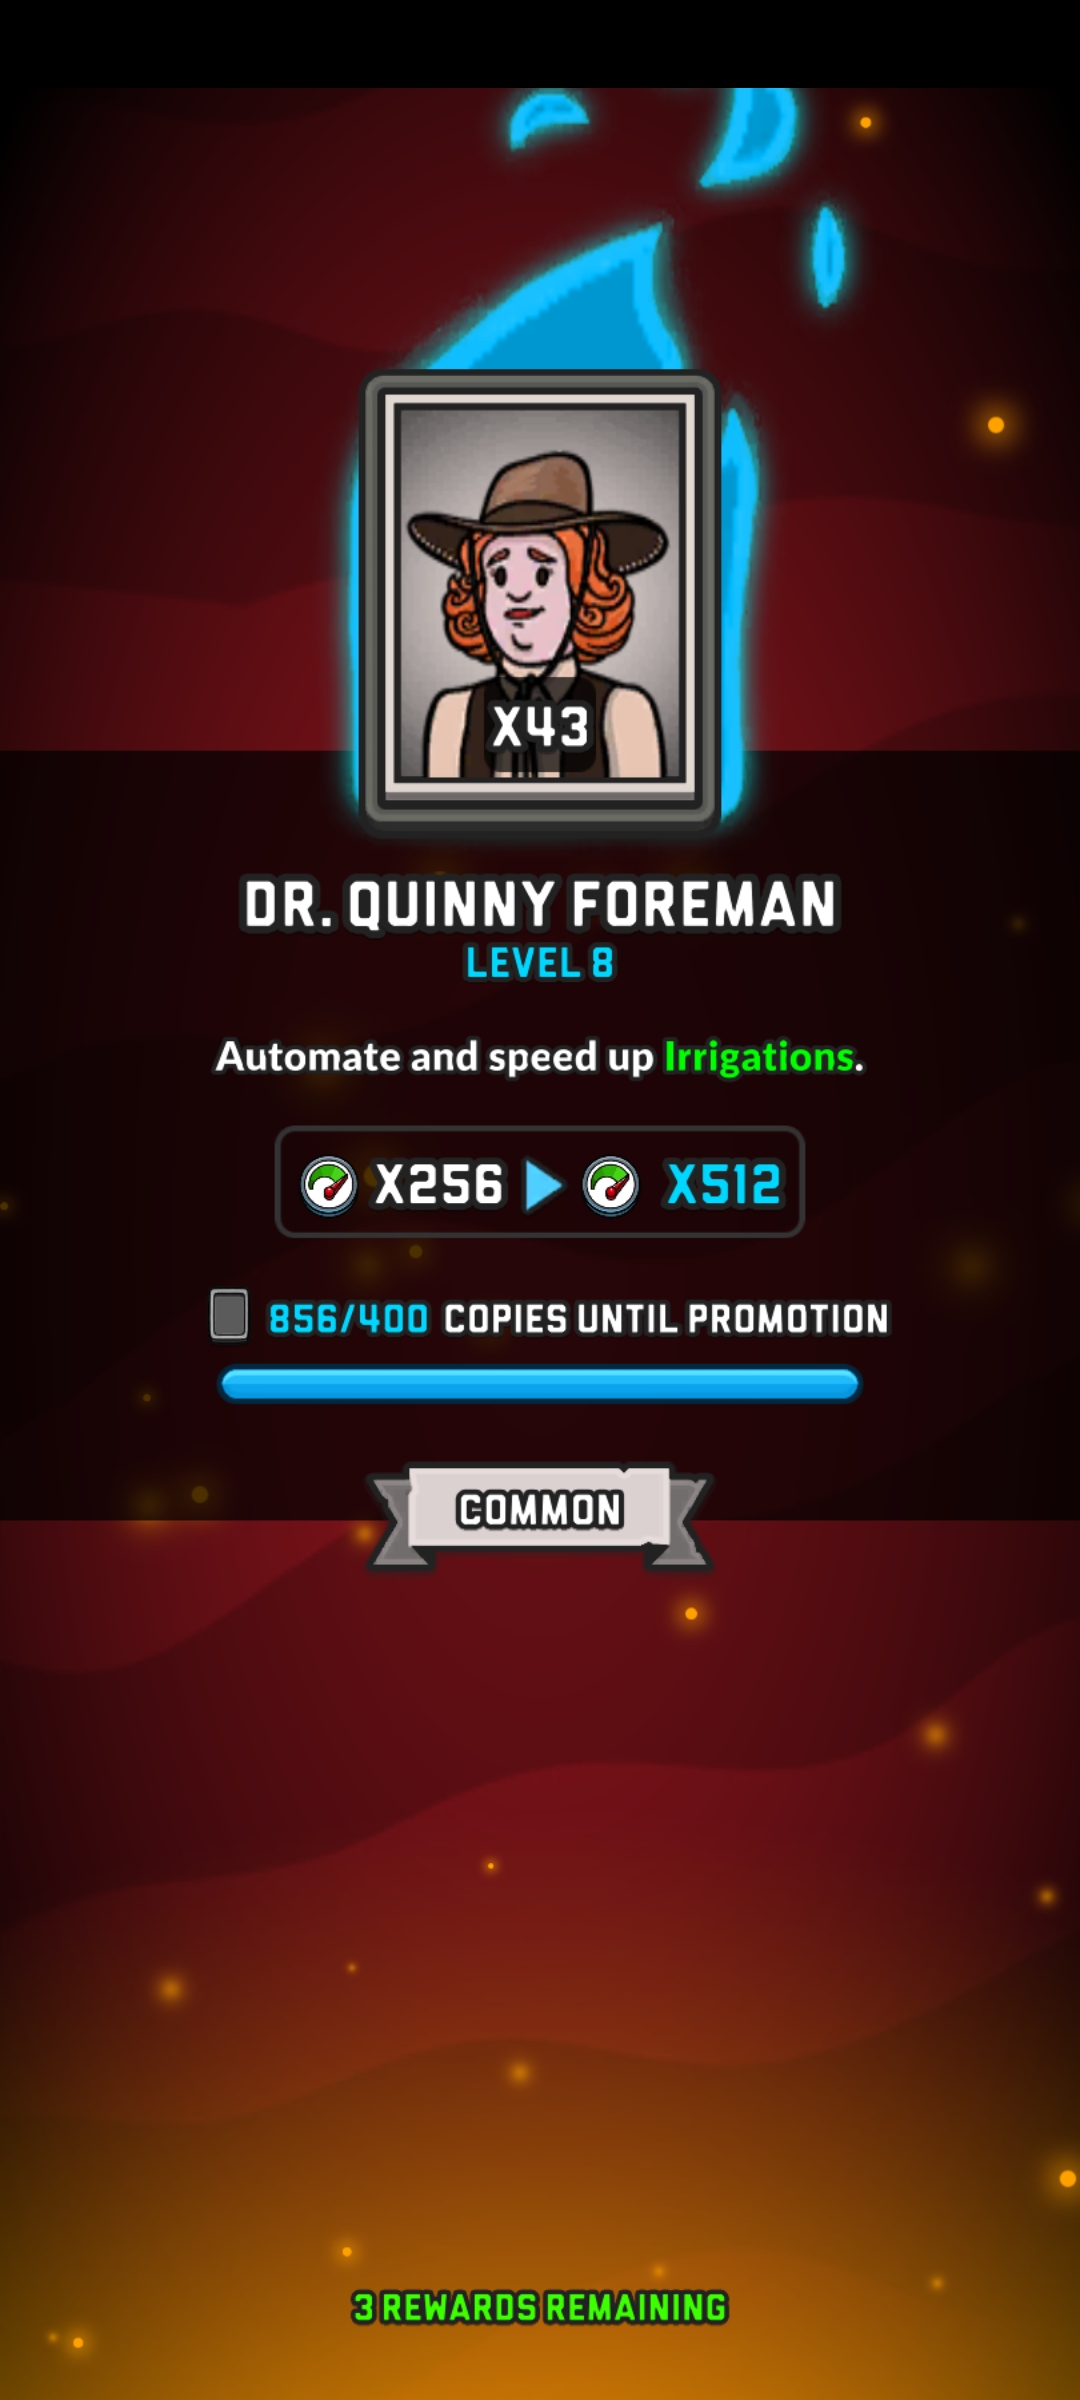 X43
DR. QUINNY FOREMAN
LEVEL 8
Automate and speed up Irrigations.
X256 X512
856/400 COPIES UNTIL PROMOTION
COMMON
3 REWARDS REMAINING